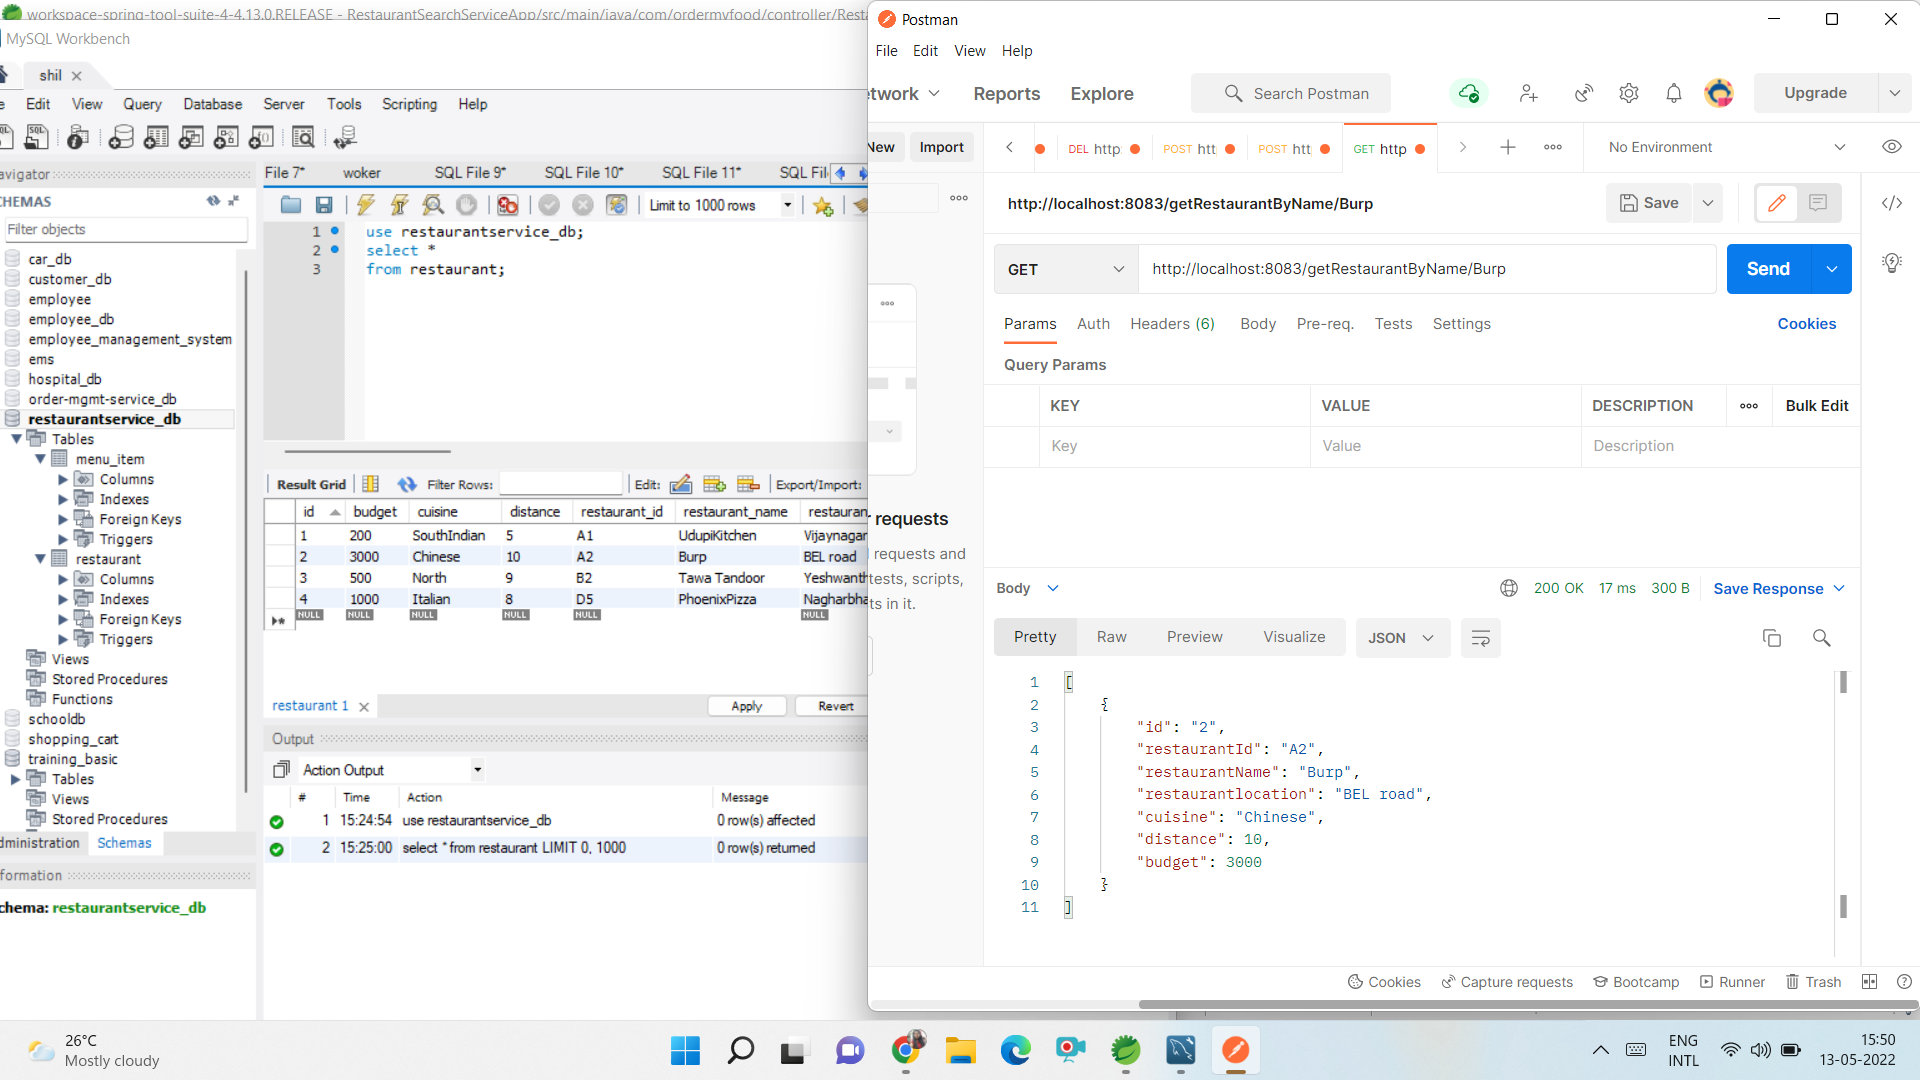 workspace-spring-tool-suite-4-4.13.0.RELEASE - RestaurantSearchServiceApp/src/main/java/com/ordermyfood/controller/Resta
MySQL Workbench
shil
Edit View Query Database Server Tools Scripting Help
avigator
CHEMAS
Filter objects
car_db
customer_db
employee
employee_db
employee_management_system
ems
hospital_db
order-mgmt-service_db
restaurantservice_db
Tables
menu_item
Columns
Indexes
Foreign Keys
Triggers
restaurant
Columns
Indexes
Foreign Keys
Triggers
Views
Stored Procedures
Functions
schooldb
shopping_cart
training_basic
Tables
Views
Stored Procedures
dministration Schemas
formation
chema: restaurantservice_db
File 7* woker SQL File 9* SQL File 10* SQL File 11* SQL Fil
Limit to 1000 rows
1 use restaurantservice_db;
2 select *
3 from restaurant;
Result Grid Filter Rows: Edit: Export/Import:
id budget cuisine distance restaurant_id restaurant_name restauran
1 200 SouthIndian 5 A1 UdupiKitchen Vijaynagar
2 3000 Chinese 10 A2 Burp BEL road
3 500 North 9 B2 Tawa Tandoor Yeshwanth
4 1000 Italian 8 D5 PhoenixPizza Nagharbha
NULL NULL NULL NULL NULL NULL
restaurant 1 Apply Revert
Output
Action Output
# Time Action Message
1 15:24:54 use restaurantservice_db 0 row(s) affected
2 15:25:00 select * from restaurant LIMIT 0, 1000 0 row(s) returned
Postman
File Edit View Help
etwork Reports Explore Search Postman Upgrade
New Import DEL http POST htt POST htt GET http No Environment
http://localhost:8083/getRestaurantByName/Burp Save
GET http://localhost:8083/getRestaurantByName/Burp Send
Params Auth Headers (6) Body Pre-req. Tests Settings Cookies
Query Params
KEY VALUE DESCRIPTION Bulk Edit
Key Value Description
r requests
l requests and
tests, scripts,
ts in it.
Body 200 OK 17 ms 300 B Save Response
Pretty Raw Preview Visualize JSON
1 [
2 {
3 "id": "2",
4 "restaurantId": "A2",
5 "restaurantName": "Burp",
6 "restaurantlocation": "BEL road",
7 "cuisine": "Chinese",
8 "distance": 10,
9 "budget": 3000
10 }
11 ]
Cookies Capture requests Bootcamp Runner Trash
26°C
Mostly cloudy
ENG
INTL
15:50
13-05-2022